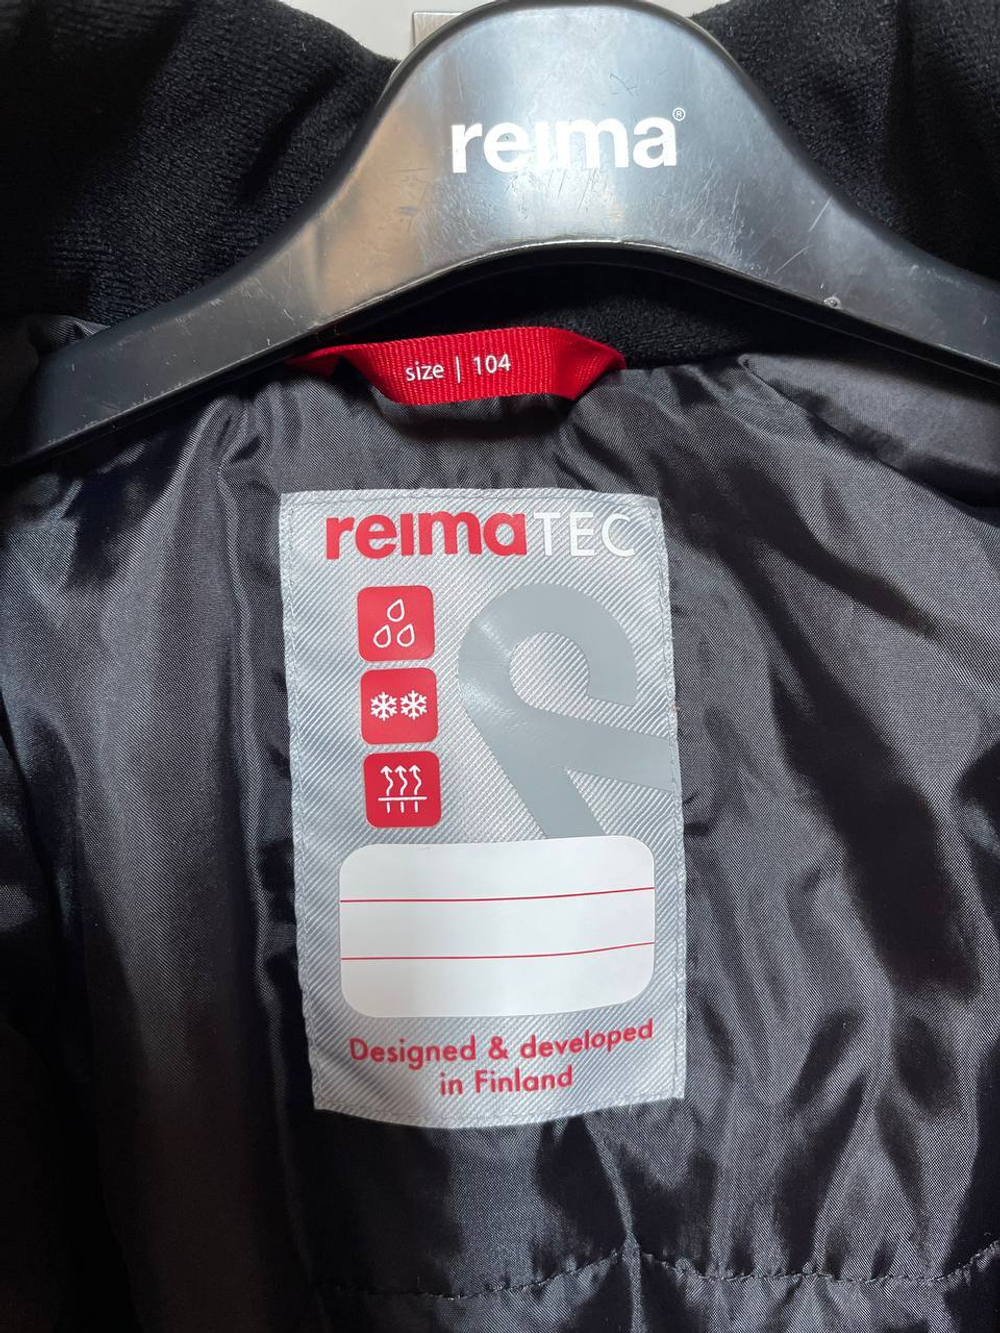 reima®
size | 104
reimaTEC
Designed & developed
in Finland